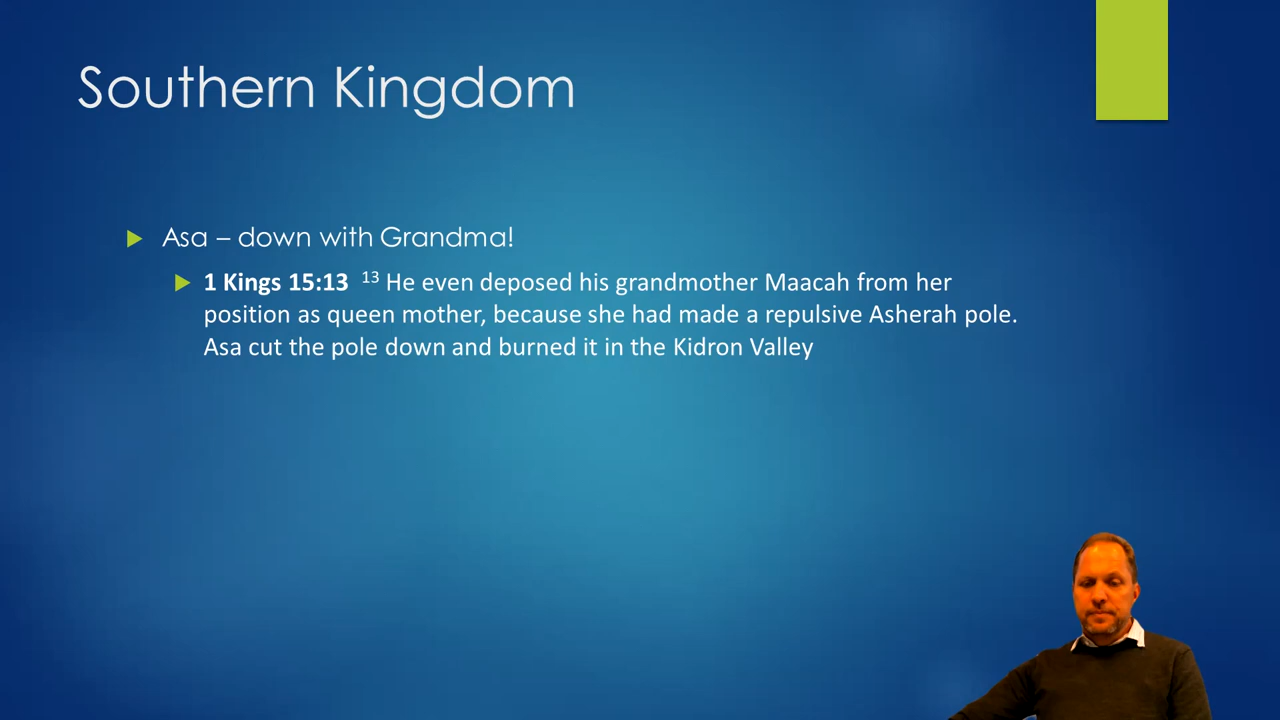 Southern Kingdom
Asa – down with Grandma!
1 Kings 15:13 13 He even deposed his grandmother Maacah from her
position as queen mother, because she had made a repulsive Asherah pole.
Asa cut the pole down and burned it in the Kidron Valley